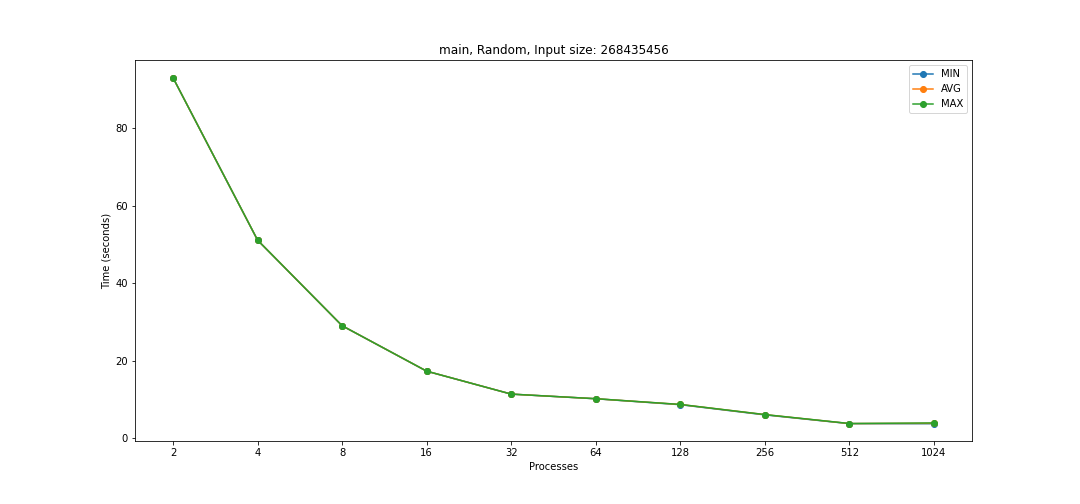 main, Random, Input size: 268435456
MIN
AVG
MAX
Time (seconds)
80
60
40
20
0
2 4 8 16 32 64 128 256 512 1024
Processes